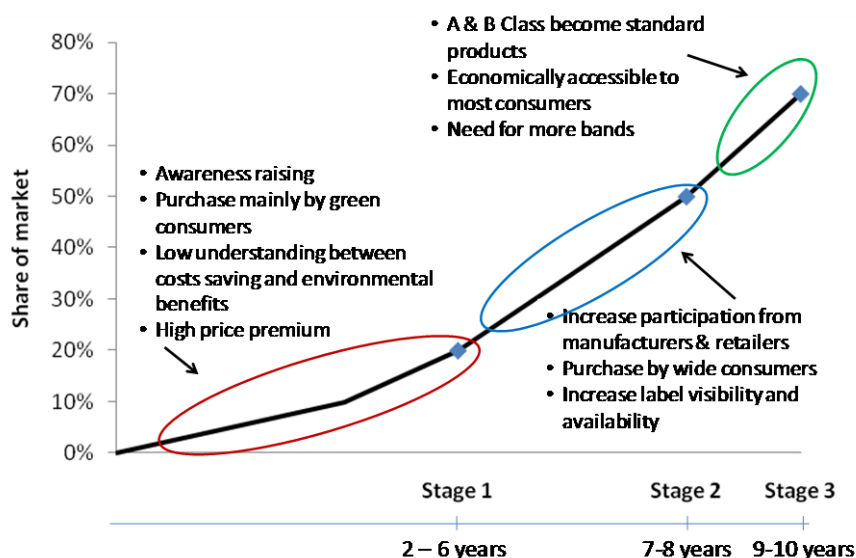 • A & B Class become standard
products
• Economically accessible to
most consumers
• Need for more bands
80%
70%
60%
50%
40%
30%
20%
10%
0%
Share of market
• Awareness raising
• Purchase mainly by green
consumers
• Low understanding between
costs saving and environmental
benefits
• High price premium
• Increase participation from
manufacturers & retailers
• Purchase by wide consumers
• Increase label visibility and
availability
Stage 1
Stage 2
Stage 3
2 – 6 years
7-8 years
9-10 years